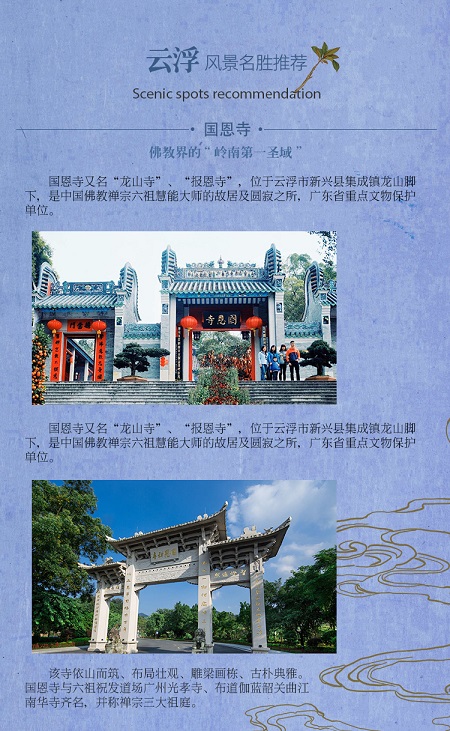 云浮 风景名胜推荐
Scenic spots recommendation
· 国恩寺 ·
佛教界的“岭南第一圣域”
国恩寺又名“龙山寺”、“报恩寺”，位于云浮市新兴县集成镇龙山脚
下，是中国佛教禅宗六祖慧能大师的故居及圆寂之所，广东省重点文物保护
单位。
寺恩國
国恩寺又名“龙山寺”、“报恩寺”，位于云浮市新兴县集成镇龙山脚
下，是中国佛教禅宗六祖慧能大师的故居及圆寂之所，广东省重点文物保护
单位。
该寺依山而筑、布局壮观、雕梁画栋、古朴典雅。
国恩寺与六祖祝发道场广州光孝寺、布道伽蓝韶关曲江
南华寺齐名，并称禅宗三大祖庭。